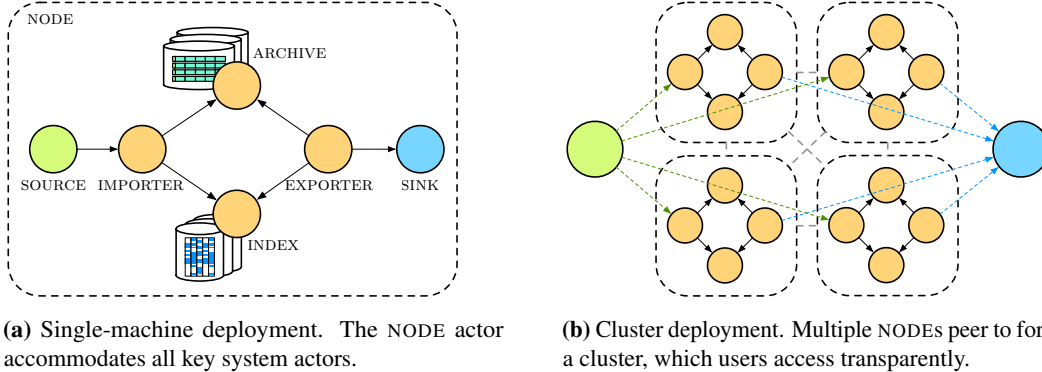 NODE
ARCHIVE
SOURCE IMPORTER EXPORTER SINK
INDEX
(a) Single-machine deployment. The NODE actor
accommodates all key system actors.
(b) Cluster deployment. Multiple NODEs peer to for
a cluster, which users access transparently.